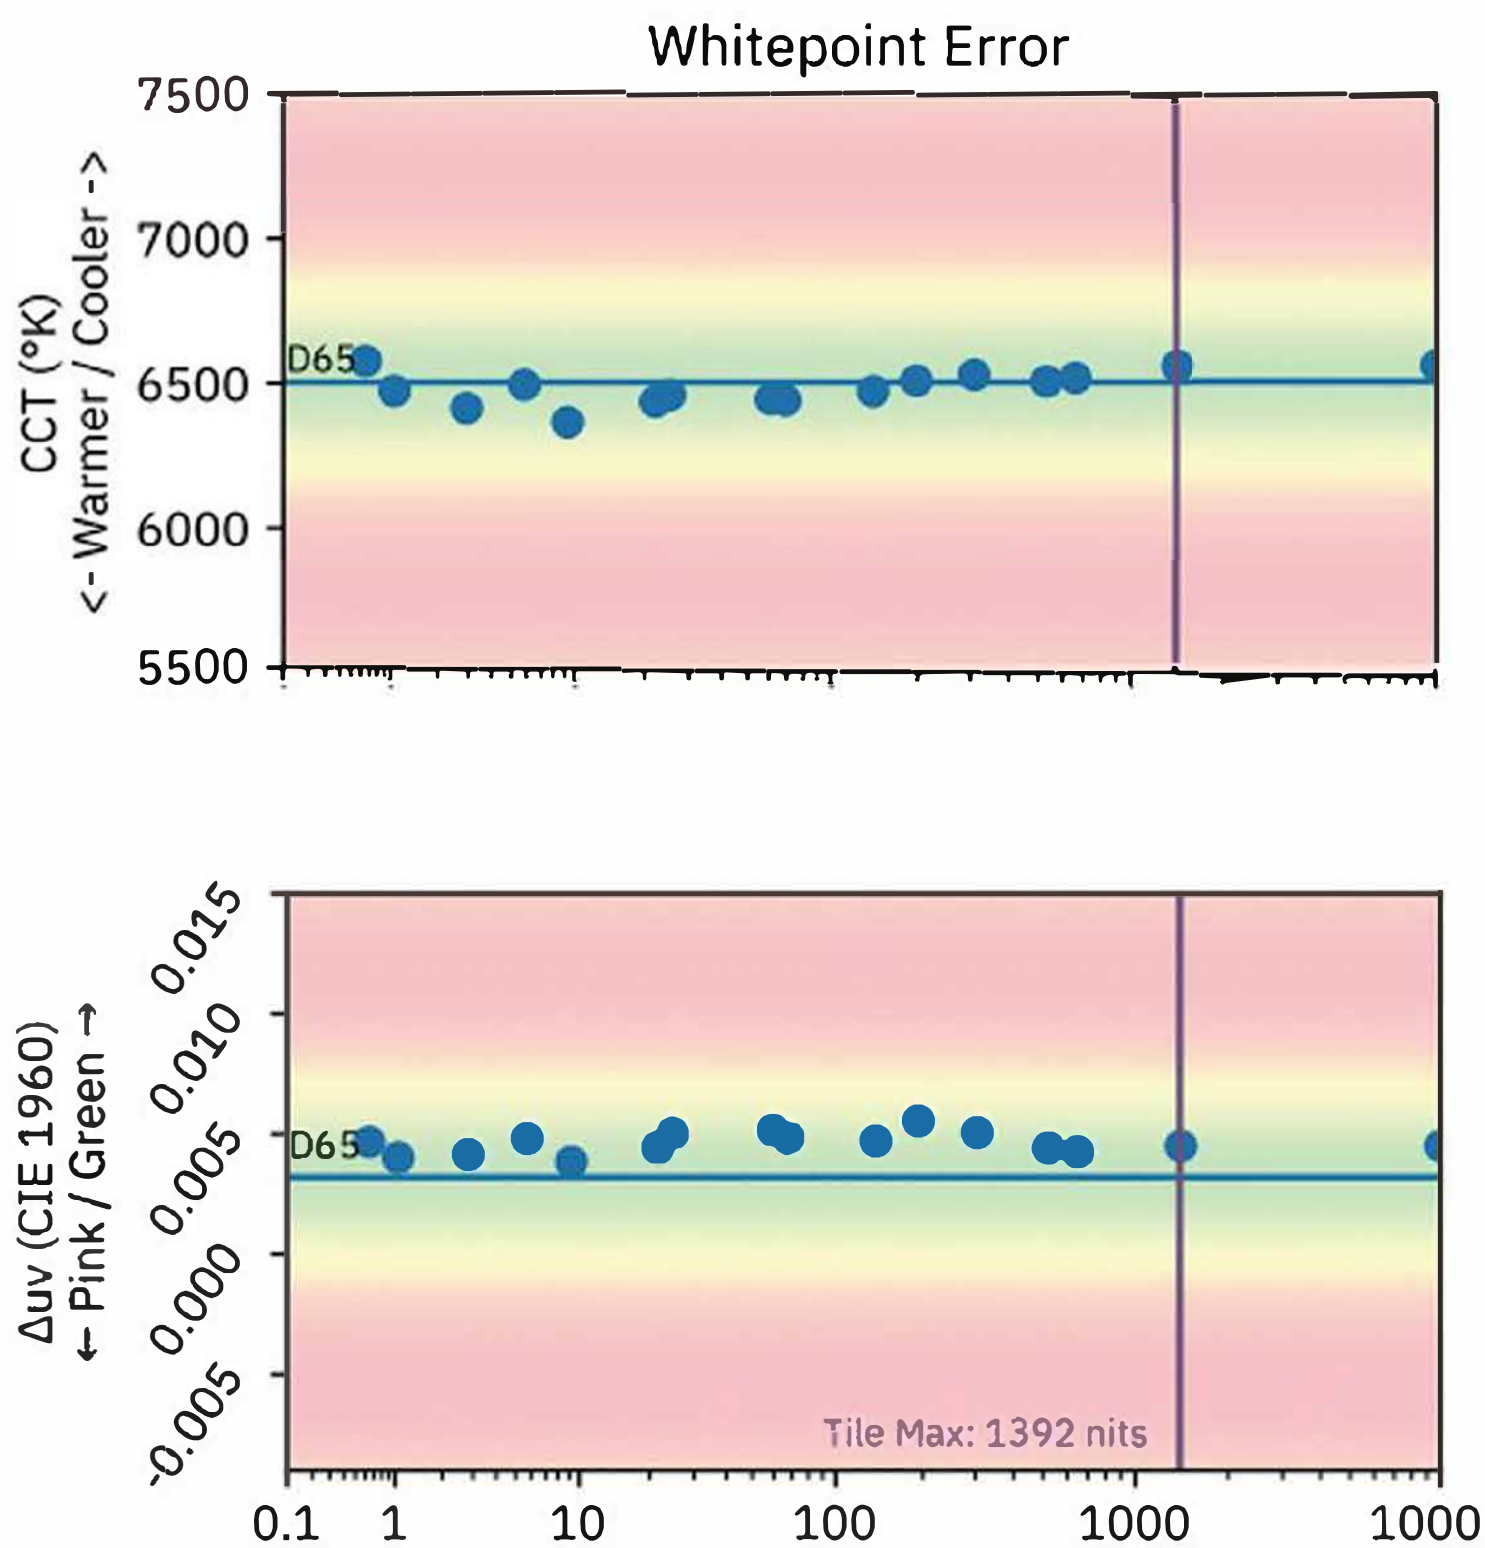 Whitepoint Error
7500
7000
6500
6000
5500
CCT (°K)
<- Warmer / Cooler ->
D65
0.015
0.010
0.005
0.000
-0.005
Δuv (CIE 1960)
← Pink / Green →
D65
Tile Max: 1392 nits
0.1 1 10 100 1000 1000